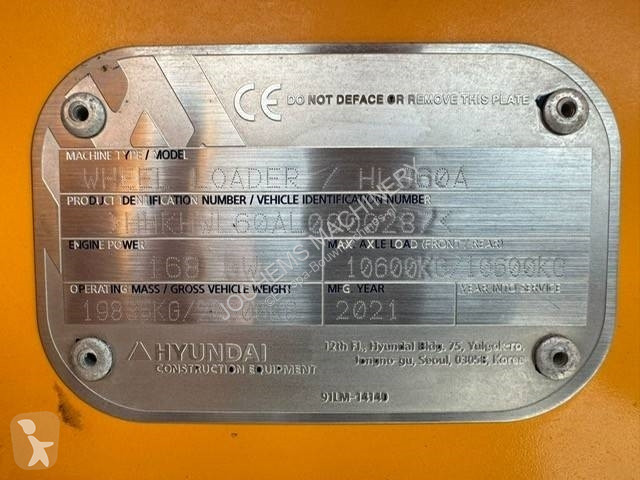 CE DO NOT DEFACE OR REMOVE THIS PLATE
MACHINE TYPE / MODEL
WHEEL LOADER / HL960A
PRODUCT IDENTIFICATION NUMBER / VEHICLE IDENTIFICATION NUMBER
ENGINE POWER MAX. AXLE LOAD (FRONT / REAR)
168 KW 10600KG/10600KG
OPERATING MASS / GROSS VEHICLE WEIGHT MFG. YEAR YEAR INTO SERVICE
2021
HYUNDAI
CONSTRUCTION EQUIPMENT
12th Fl., Hyundai Bldg. 75, Yulgok-ro,
Jongno-gu, Seoul, 03058, Korea
91LM-14140
JOCHEMS MACHINERY